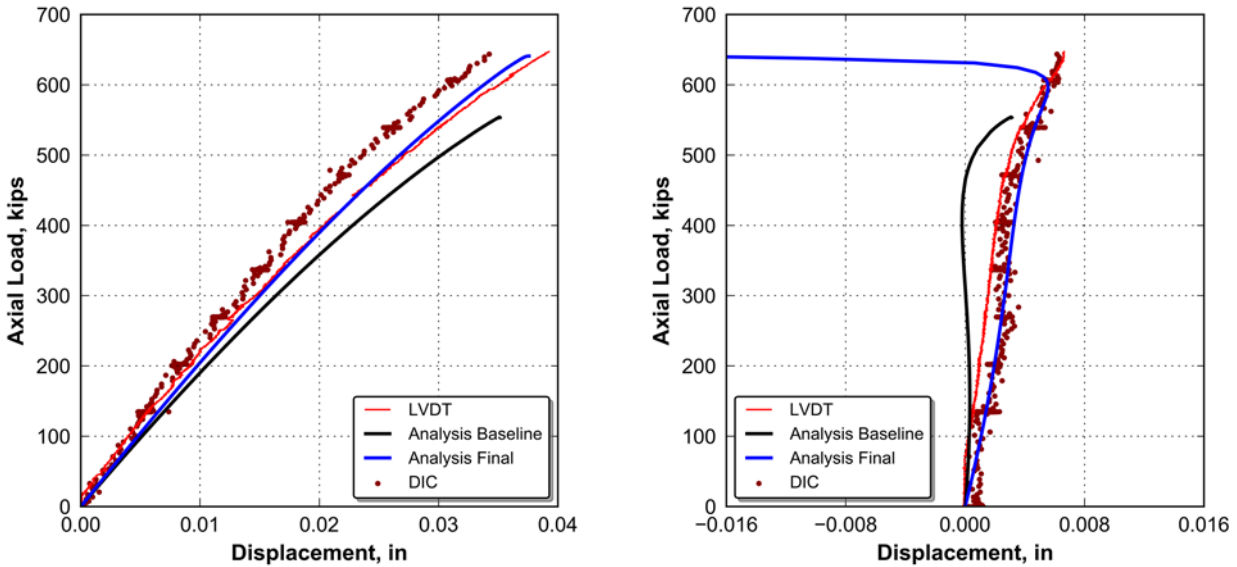 700
600
500
400
300
200
100
0
Axial Load, kips
LVDT
Analysis Baseline
Analysis Final
DIC
0.00
0.01
0.02
0.03
0.04
Displacement, in
700
600
500
400
300
200
100
0
Axial Load, kips
LVDT
Analysis Baseline
Analysis Final
DIC
−0.016
−0.008
0.000
0.008
0.016
Displacement, in